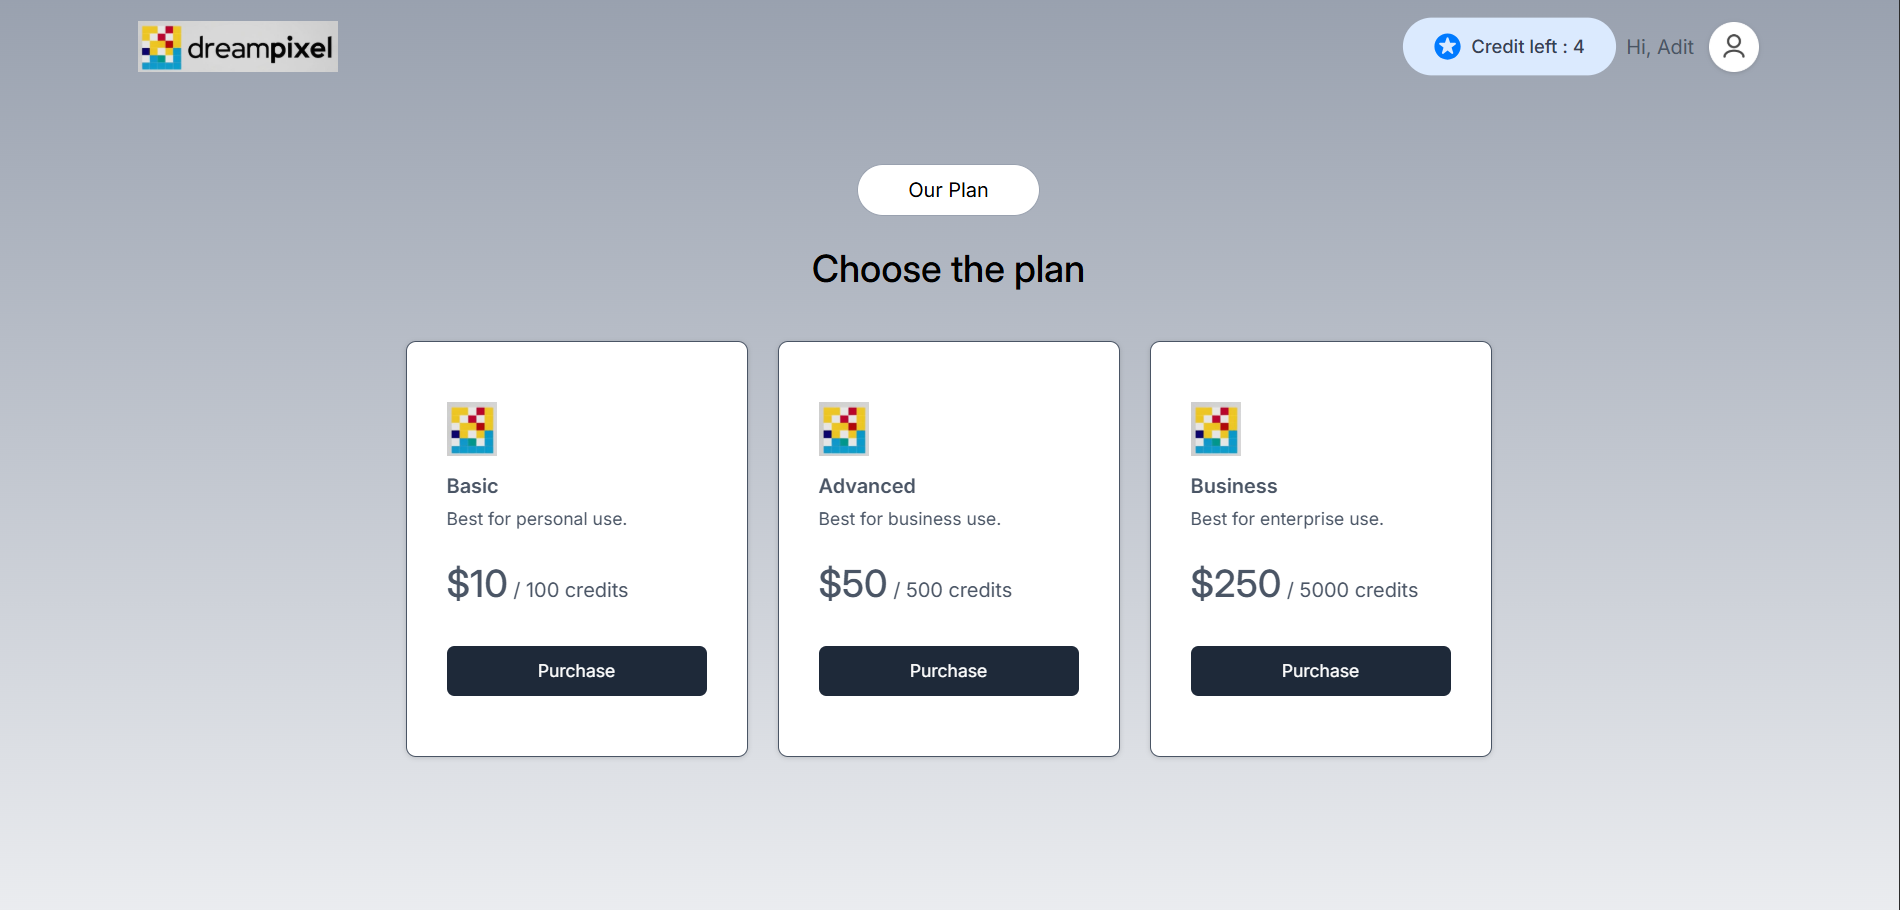 dreampixel
Credit left : 4
Hi, Adit
Our Plan
Choose the plan
Basic
Best for personal use.
$10 / 100 credits
Purchase
Advanced
Best for business use.
$50 / 500 credits
Purchase
Business
Best for enterprise use.
$250 / 5000 credits
Purchase